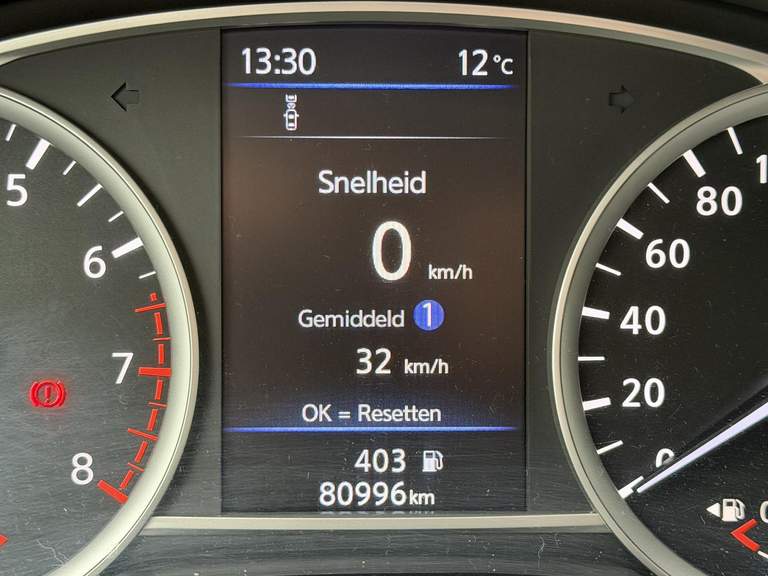 13:30 12°C
Snelheid
0 km/h
Gemiddeld 1
32 km/h
OK = Resetten
403
80996km
5
6
7
8
80
60
40
20
0